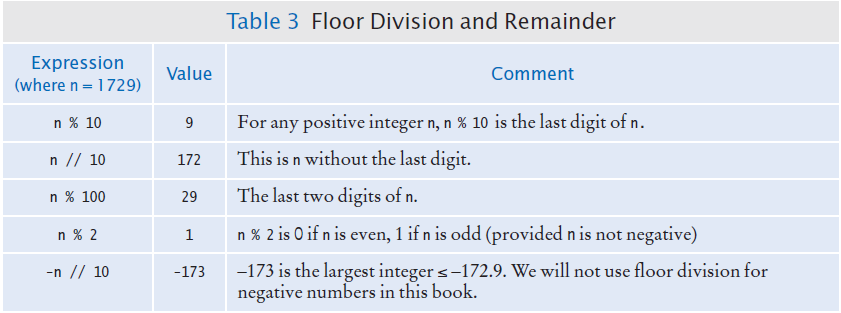 Table 3 Floor Division and Remainder
Expression
(where n = 1729)
Value
Comment
n % 10
9
For any positive integer n, n % 10 is the last digit of n.
n // 10
172
This is n without the last digit.
n % 100
29
The last two digits of n.
n % 2
1
n % 2 is 0 if n is even, 1 if n is odd (provided n is not negative)
-n // 10
-173
–173 is the largest integer ≤ –172.9. We will not use floor division for
negative numbers in this book.